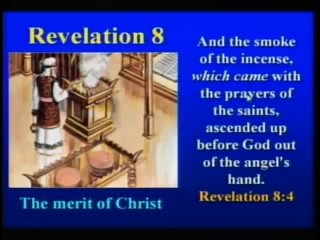 Revelation 8
And the smoke
of the incense,
which came with
the prayers of
the saints,
ascended up
before God out
of the angel's
hand.
Revelation 8:4
The merit of Christ